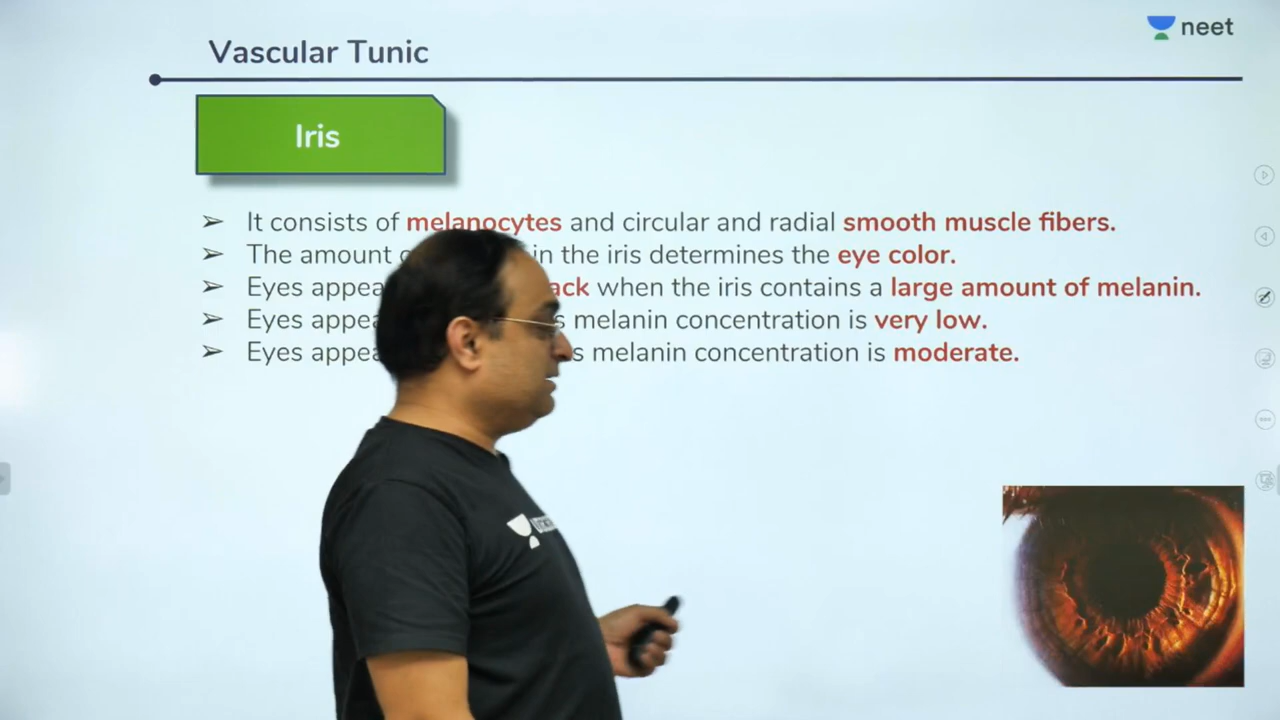 neet
Vascular Tunic
Iris
➢ It consists of melanocytes and circular and radial smooth muscle fibers.
➢ The amount in the iris determines the eye color.
➢ Eyes appea ack when the iris contains a large amount of melanin.
➢ Eyes appea s melanin concentration is very low.
➢ Eyes appea s melanin concentration is moderate.